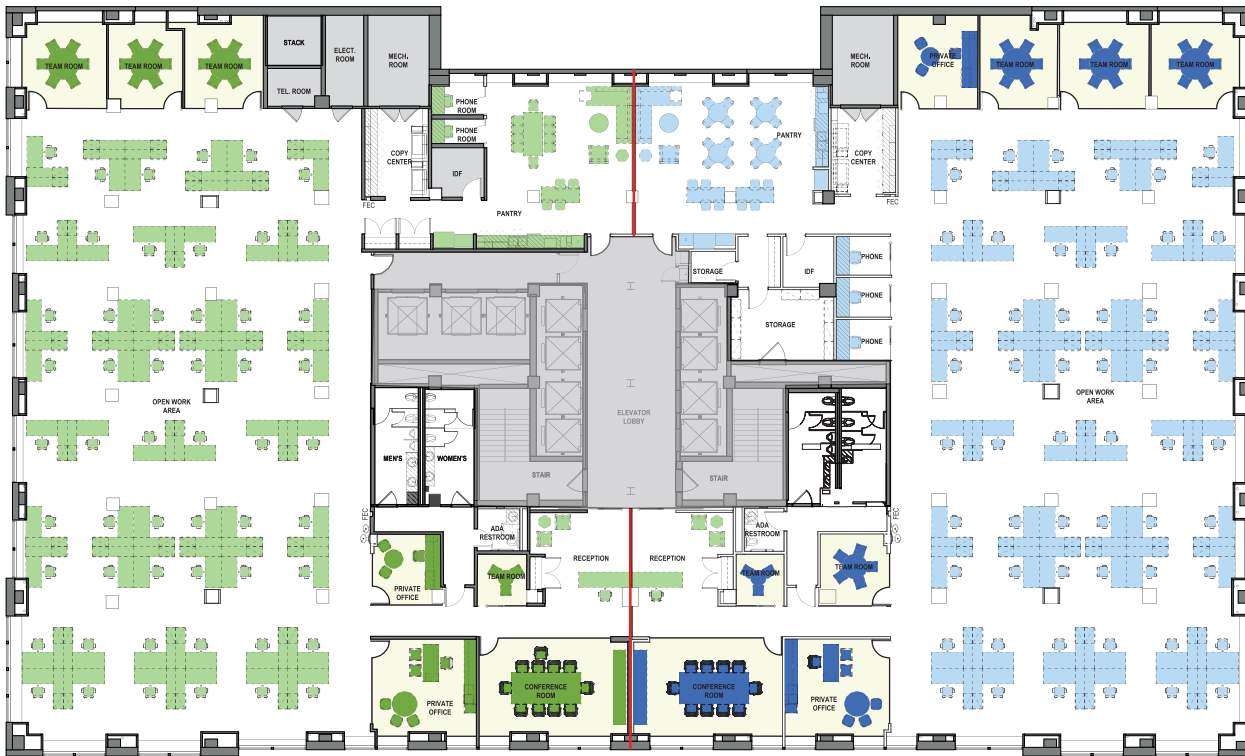 TEAM ROOM
TEAM ROOM
TEAM ROOM
STACK
TEL. ROOM
ELECT.
ROOM
MECH.
ROOM
MECH.
ROOM
PRIVATE
OFFICE
TEAM ROOM
TEAM ROOM
TEAM ROOM
PHONE
ROOM
PHONE
ROOM
COPY
CENTER
IDF
PANTRY
PANTRY
COPY
CENTER
FEC
FEC
STORAGE
IDF
PHONE
PHONE
PHONE
STORAGE
OPEN WORK
AREA
ELEVATOR
LOBBY
OPEN WORK
AREA
MEN'S
WOMEN'S
STAIR
STAIR
FEC
FEC
ADA
RESTROOM
RECEPTION
RECEPTION
ADA
RESTROOM
PRIVATE
OFFICE
TEAM ROOM
TEAM ROOM
TEAM ROOM
PRIVATE
OFFICE
CONFERENCE
ROOM
CONFERENCE
ROOM
PRIVATE
OFFICE